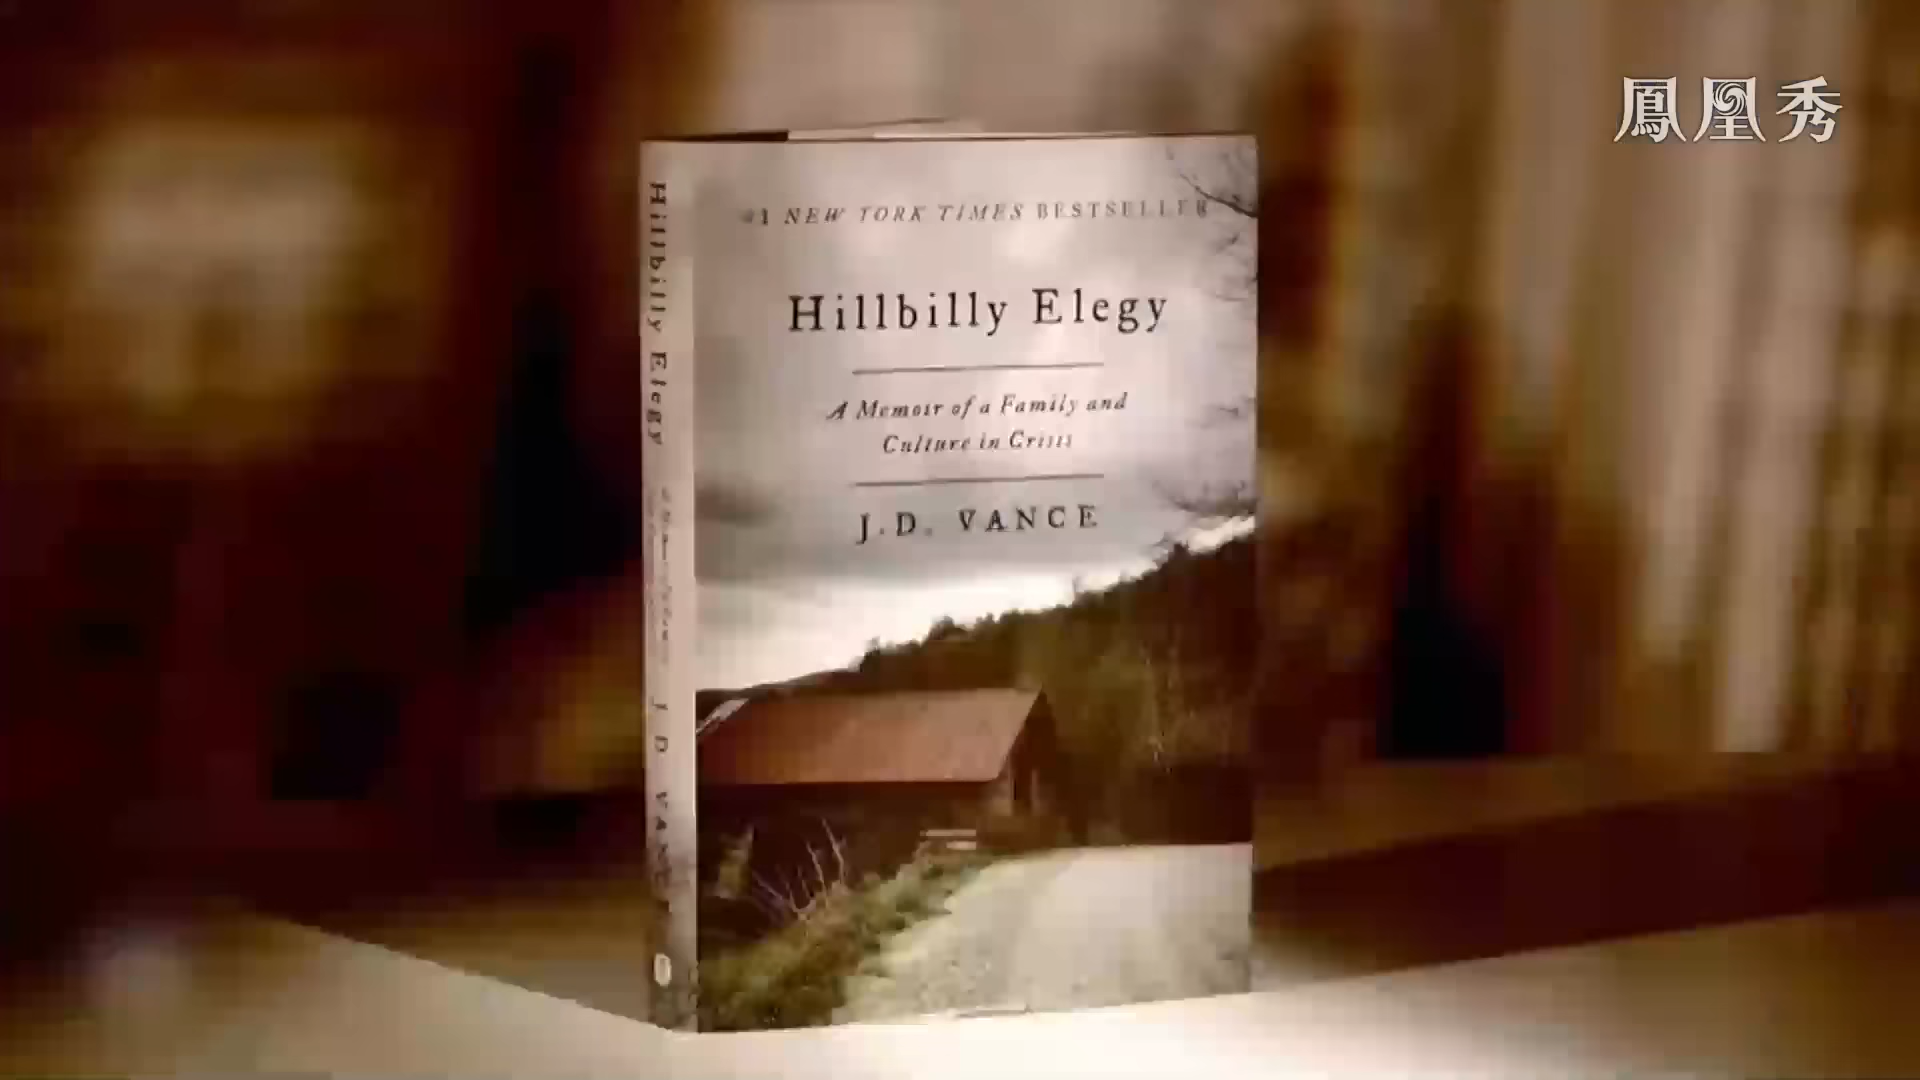 鳳凰秀
#1 NEW YORK TIMES BESTSELLER
Hillbilly Elegy
A Memoir of a Family and
Culture in Crisis
J.D. VANCE
Hillbilly Elegy
J.D. VANCE